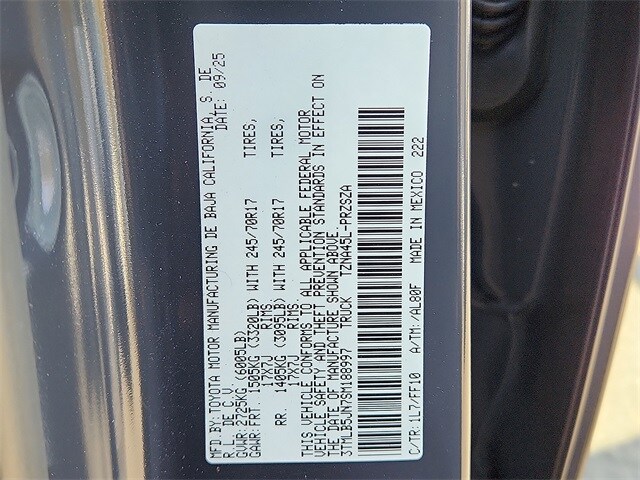 MFD.BY:TOYOTA MOTOR MANUFACTURING DE BAJA CALIFORNIA, S. DE
R.L. DE C.V. DATE: 09/25
GVWR:2725KG (6005LB)
GAWR:FRT 1505KG (3320LB) WITH 245/70R17 TIRES,
17X7J RIMS.
RR. 1405KG (3095LB) WITH 245/70R17 TIRES,
17X7J RIMS.
THIS VEHICLE CONFORMS TO ALL APPLICABLE FEDERAL MOTOR
VEHICLE SAFETY AND THEFT PREVENTION STANDARDS IN EFFECT ON
THE DATE OF MANUFACTURE SHOWN ABOVE.
3TMLB5JN7SM188997 TRUCK TZNA45L-PRZSZA
C/TR:1L7/FF10 A/TM:/AL80F MADE IN MEXICO 222